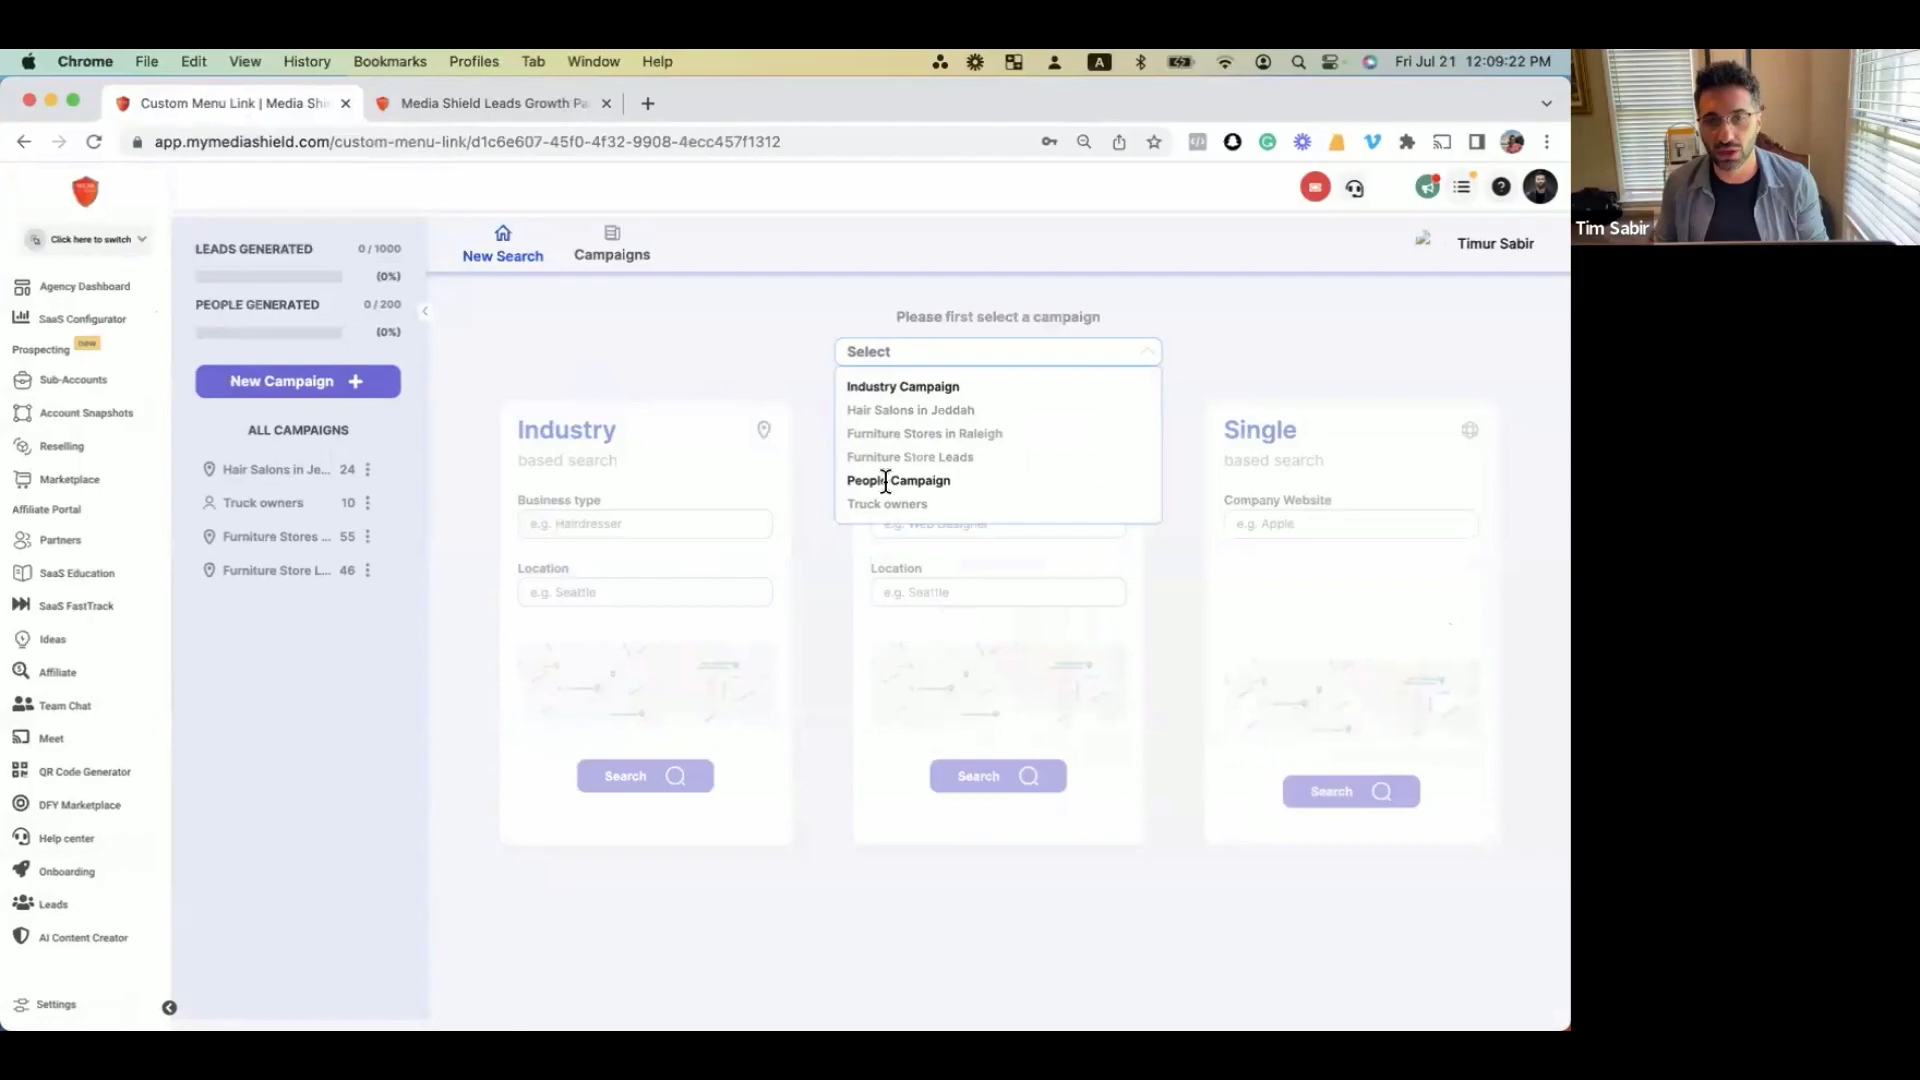 Chrome File Edit View History Bookmarks Profiles Tab Window Help
A
Fri Jul 21 12:09:22 PM
Custom Menu Link | Media Shi
Media Shield Leads Growth Pa
app.mymediashield.com/custom-menu-link/d1c6e607-45f0-4f32-9908-4ecc457f1312
Tim Sabir
Click here to switch
Agency Dashboard
SaaS Configurator
Prospecting new
Sub-Accounts
Account Snapshots
Reselling
Marketplace
Affiliate Portal
Partners
SaaS Education
SaaS FastTrack
Ideas
Affiliate
Team Chat
Meet
QR Code Generator
DFY Marketplace
Help center
Onboarding
Leads
AI Content Creator
Settings
LEADS GENERATED 0 / 1000
(0%)
PEOPLE GENERATED 0 / 200
(0%)
New Campaign +
ALL CAMPAIGNS
Hair Salons in Je... 24
Truck owners 10
Furniture Stores ... 55
Furniture Store L... 46
New Search
Campaigns
Timur Sabir
Please first select a campaign
Select
Industry Campaign
Hair Salons in Jeddah
Furniture Stores in Raleigh
Furniture Store Leads
People Campaign
Truck owners
Industry
based search
Business type
e.g. Hairdresser
Location
e.g. Seattle
Search
e.g. Web Designer
Location
e.g. Seattle
Search
Single
based search
Company Website
e.g. Apple
Search